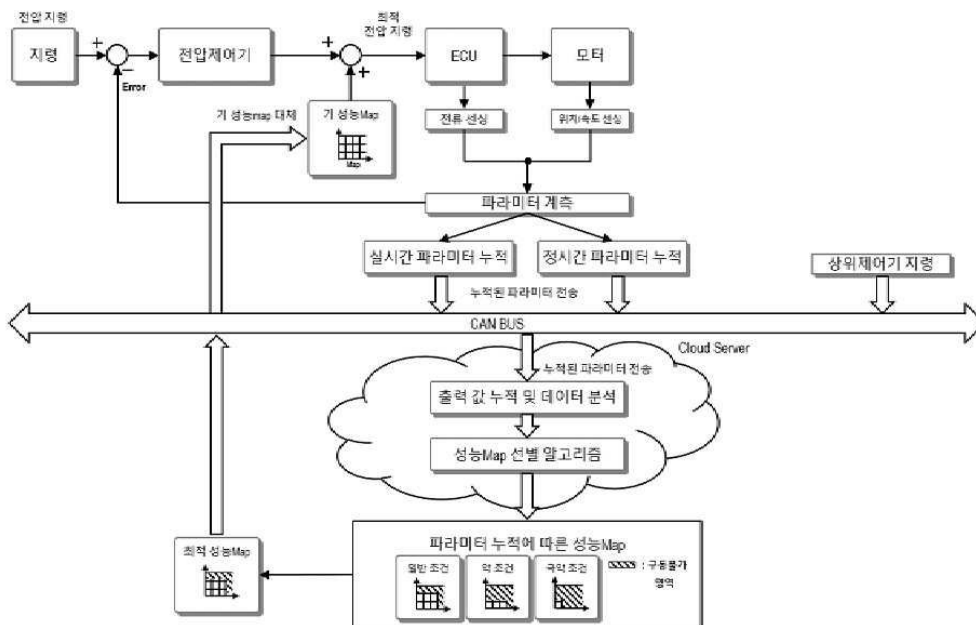 전압 지령
지령
+
−
Error
전압제어기
+
+
최적
전압 지령
ECU
모터
기 성능map 대체
기 성능Map
Map
전류 센싱
위치/속도 센싱
파라미터 계측
실시간 파라미터 누적
정시간 파라미터 누적
상위제어기 지령
누적된 파라미터 전송
CAN BUS
Cloud Server
누적된 파라미터 전송
출력 값 누적 및 데이터 분석
성능Map 선별 알고리즘
파라미터 누적에 따른 성능Map
최적 성능Map
일반 조건
악 조건
극악 조건
: 구동불가
영역